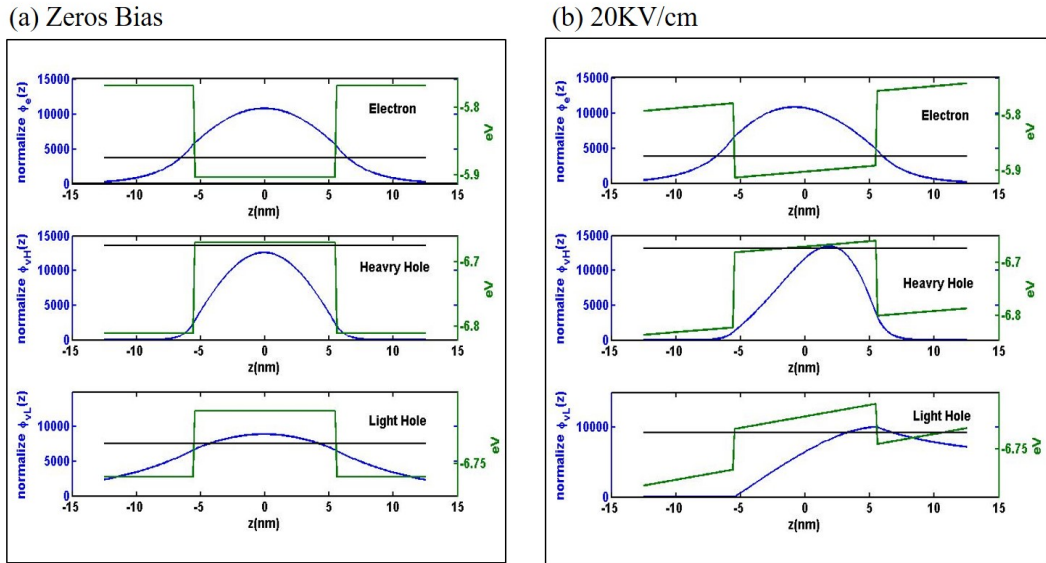 (a) Zeros Bias
15000
10000
5000
0
normalize ϕe(z)
Electron
-5.8
-5.9
eV
-15 -10 -5 0 5 10 15
z(nm)
15000
10000
5000
0
normalize ϕvH(z)
Heavry Hole
-6.7
-6.8
eV
-15 -10 -5 0 5 10 15
z(nm)
10000
5000
0
normalize ϕvL(z)
Light Hole
-6.75
eV
-15 -10 -5 0 5 10 15
z(nm)
(b) 20KV/cm
15000
10000
5000
0
normalize ϕe(z)
Electron
-5.8
-5.9
eV
-15 -10 -5 0 5 10 15
z(nm)
15000
10000
5000
0
normalize ϕvH(z)
Heavry Hole
-6.7
-6.8
eV
-15 -10 -5 0 5 10 15
z(nm)
10000
5000
0
normalize ϕvL(z)
Light Hole
-6.75
eV
-15 -10 -5 0 5 10 15
z(nm)